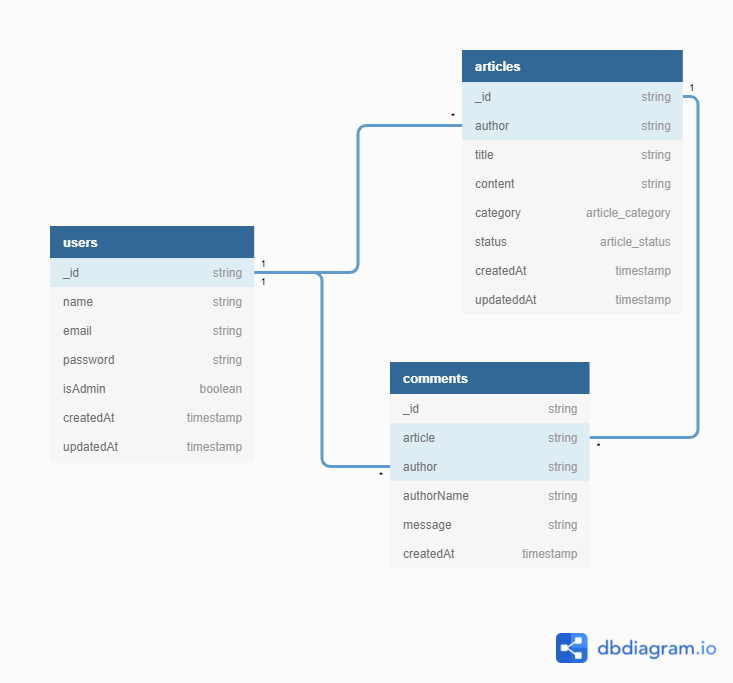 articles
_id string
author string
title string
content string
category article_category
status article_status
createdAt timestamp
updateddAt timestamp
1
*
users
_id string
name string
email string
password string
isAdmin boolean
createdAt timestamp
updatedAt timestamp
1
1
comments
_id string
article string
author string
authorName string
message string
createdAt timestamp
*
*
dbdiagram.io